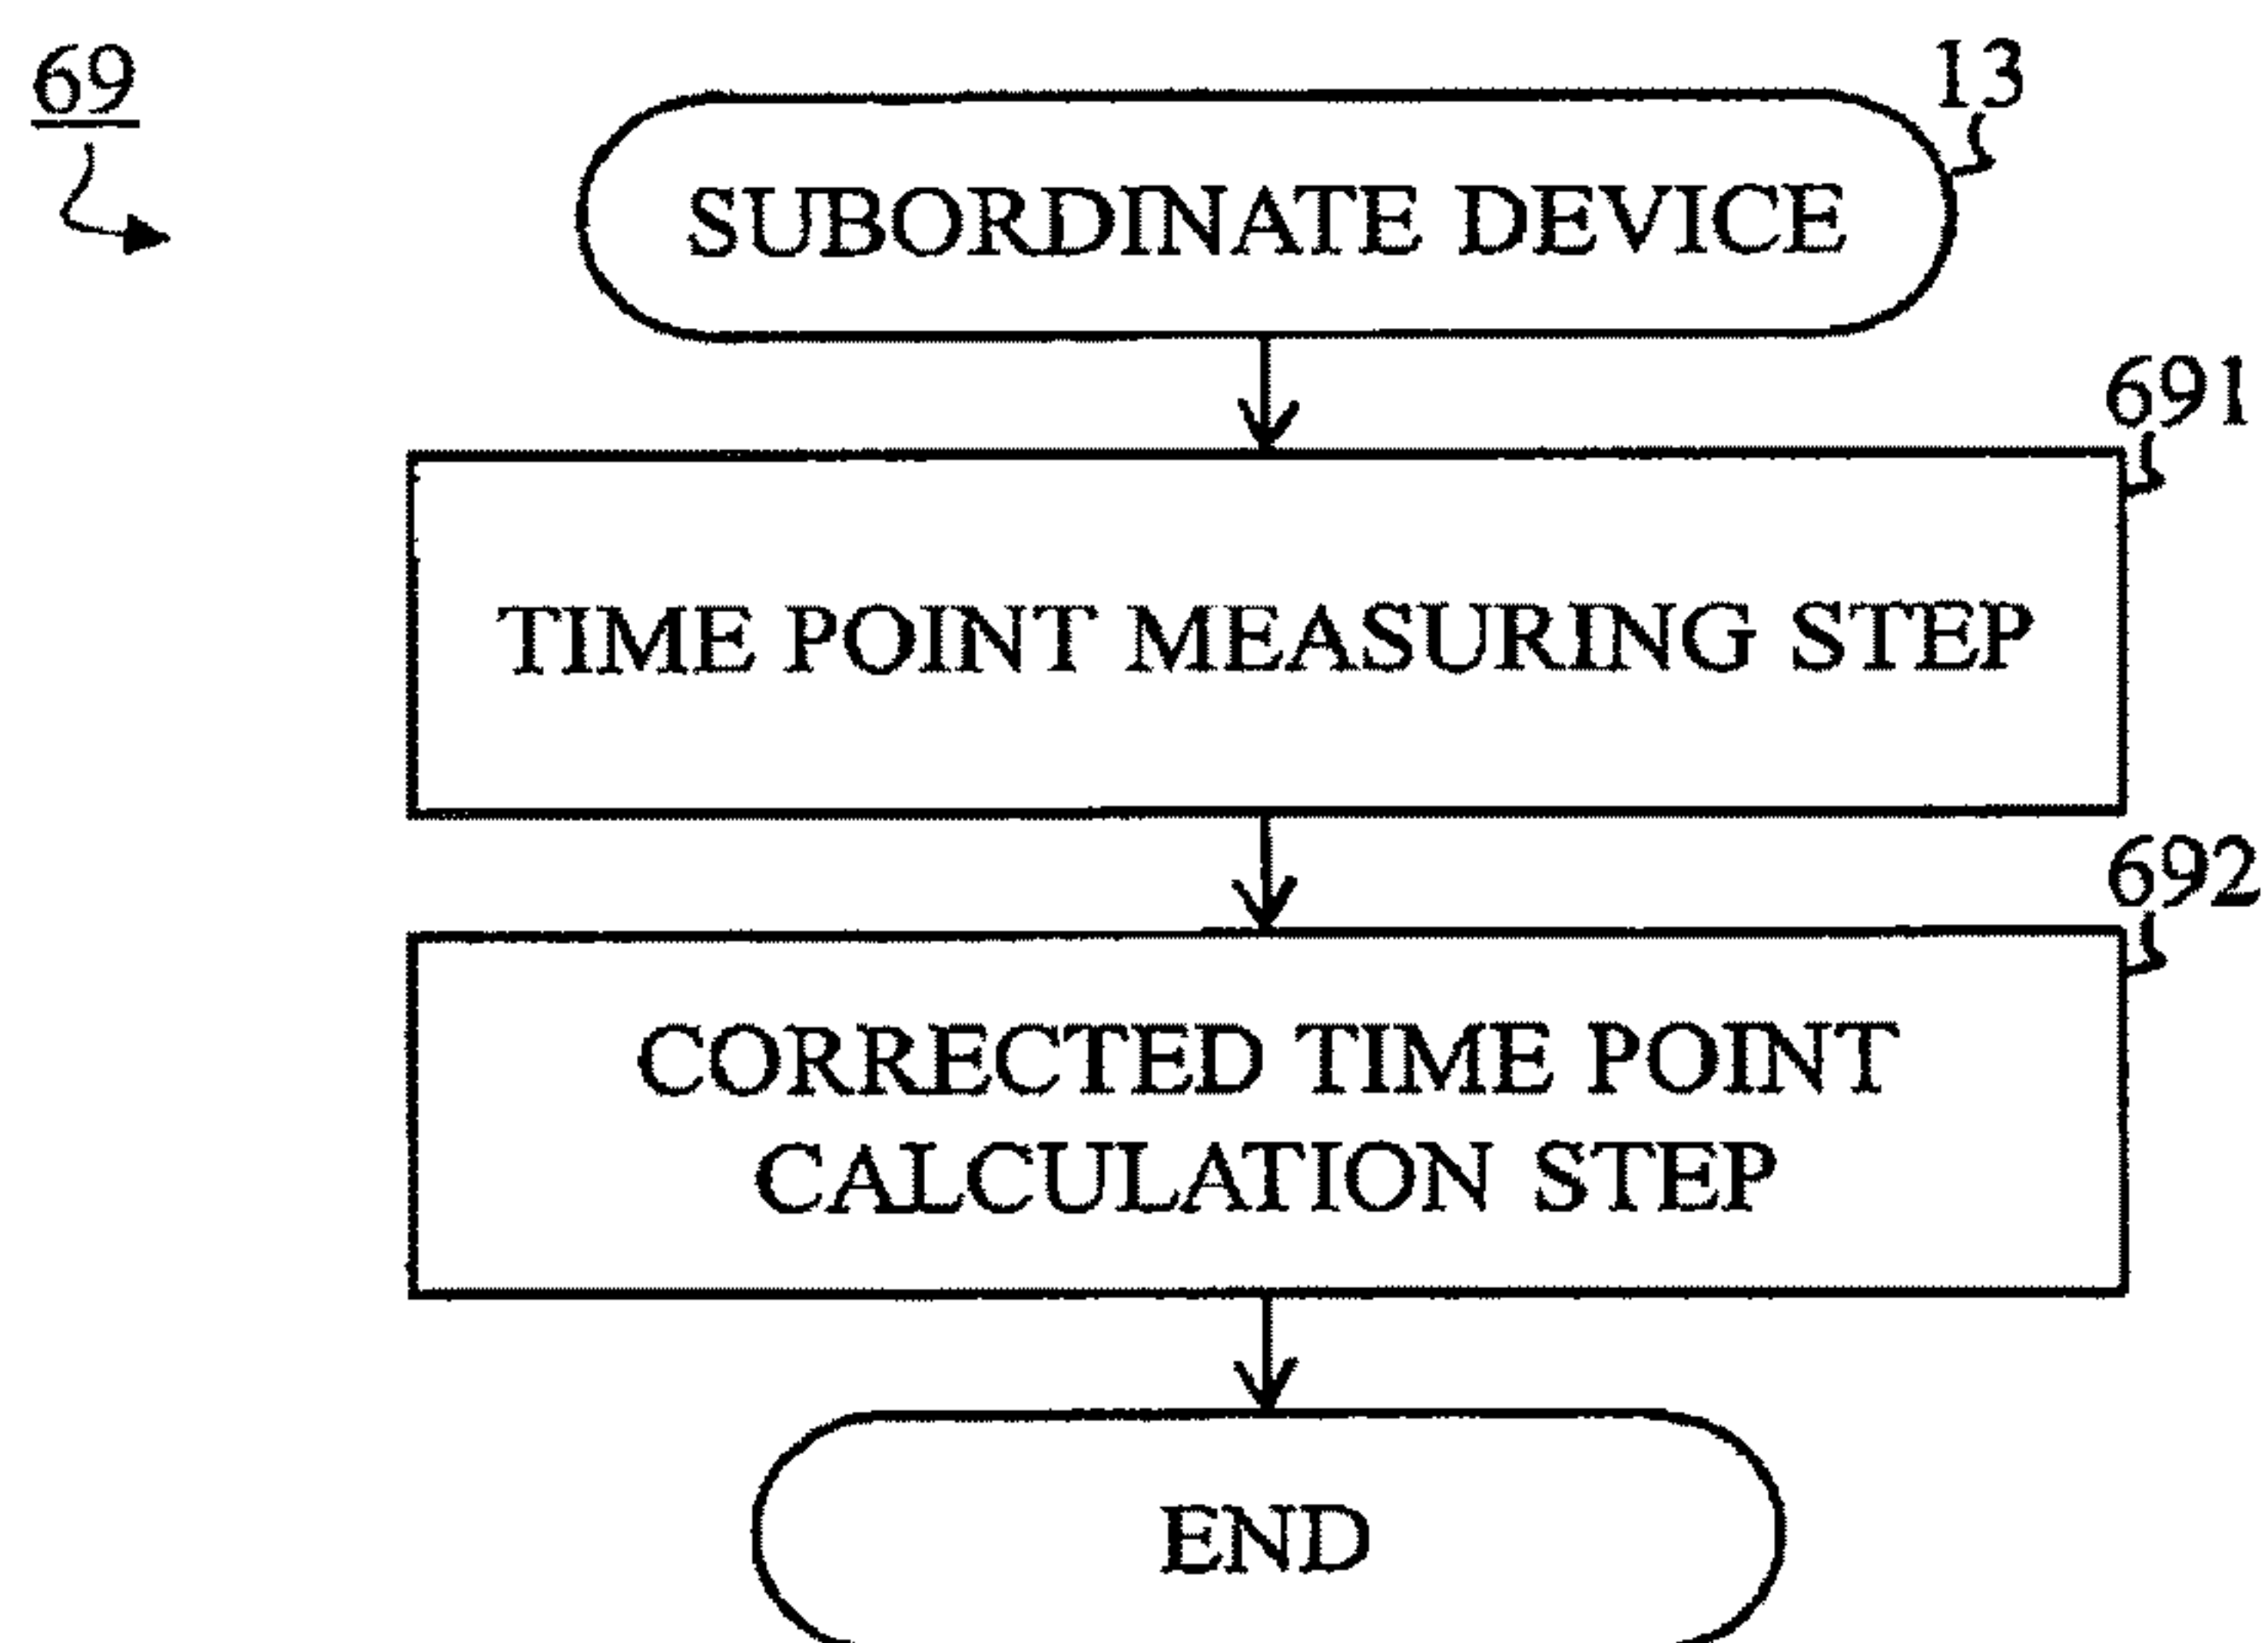 69
13
SUBORDINATE DEVICE
691
TIME POINT MEASURING STEP
692
CORRECTED TIME POINT
CALCULATION STEP
END